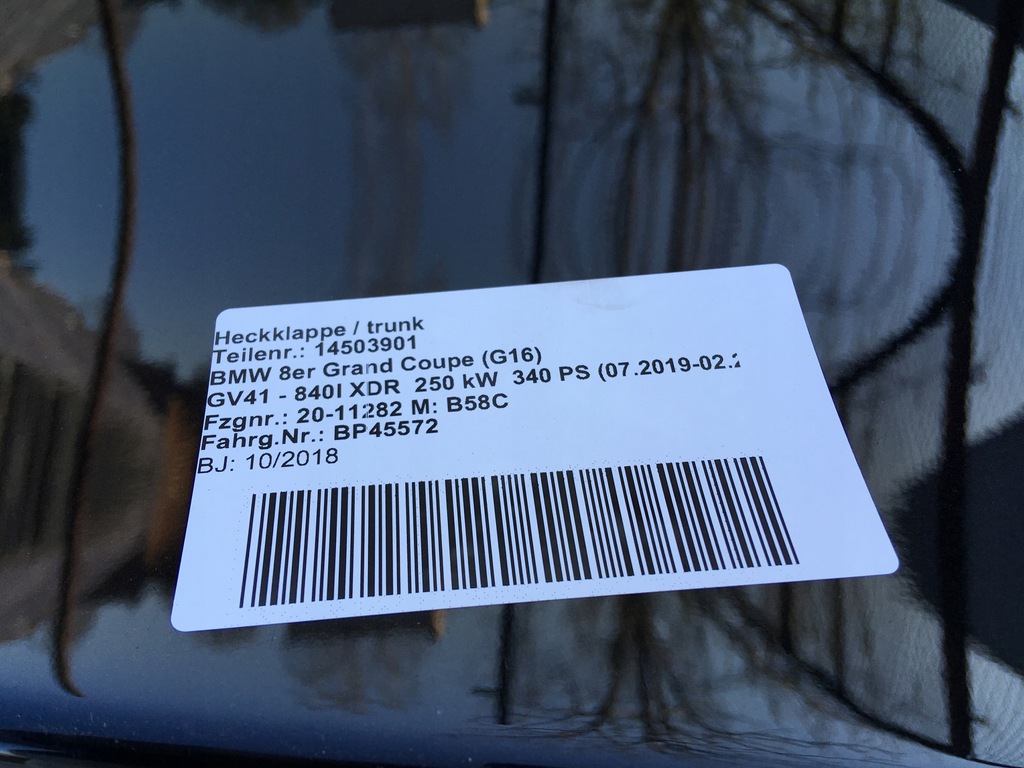 Heckklappe / trunk
Teilenr.: 14503901
BMW 8er Grand Coupe (G16)
GV41 - 840I XDR 250 kW 340 PS (07.2019-02.
Fzgnr.: 20-11282 M: B58C
Fahrg.Nr.: BP45572
BJ: 10/2018